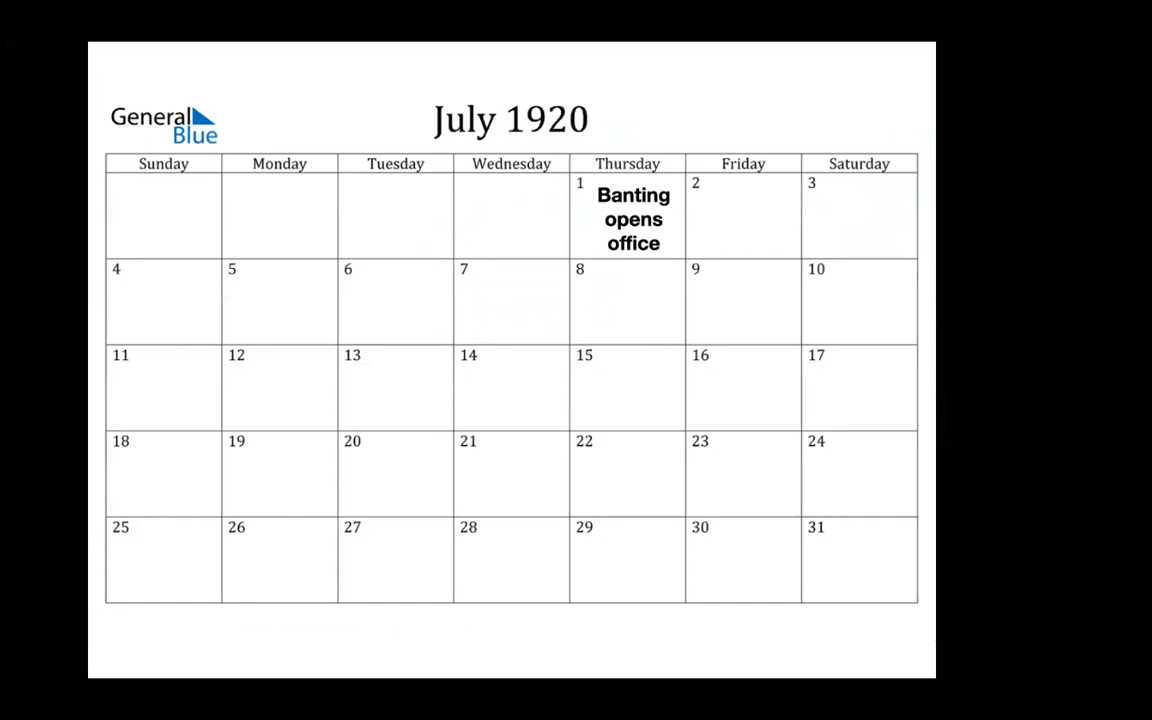 General
Blue
July 1920
Sunday Monday Tuesday Wednesday Thursday Friday Saturday
1 2 3
Banting
opens
office
4 5 6 7 8 9 10
11 12 13 14 15 16 17
18 19 20 21 22 23 24
25 26 27 28 29 30 31